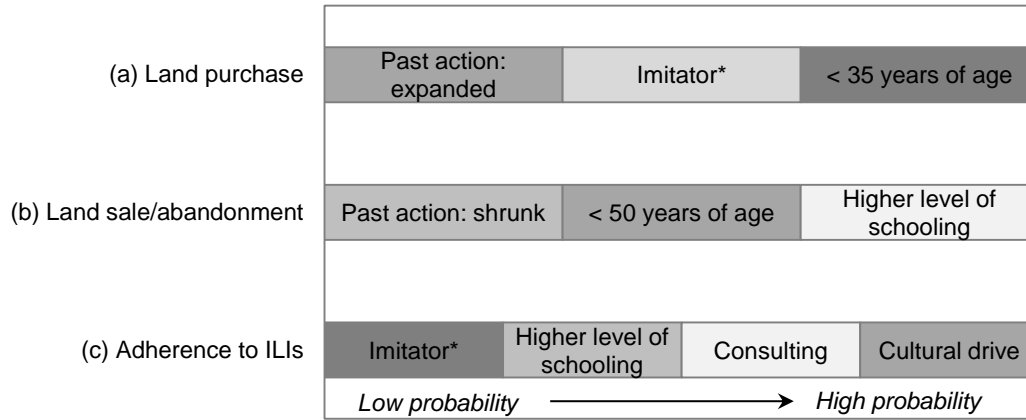 (a) Land purchase
Past action:
expanded
Imitator*
< 35 years of age
(b) Land sale/abandonment
Past action: shrunk
< 50 years of age
Higher level of
schooling
(c) Adherence to ILIs
Imitator*
Higher level of
schooling
Consulting
Cultural drive
Low probability
High probability